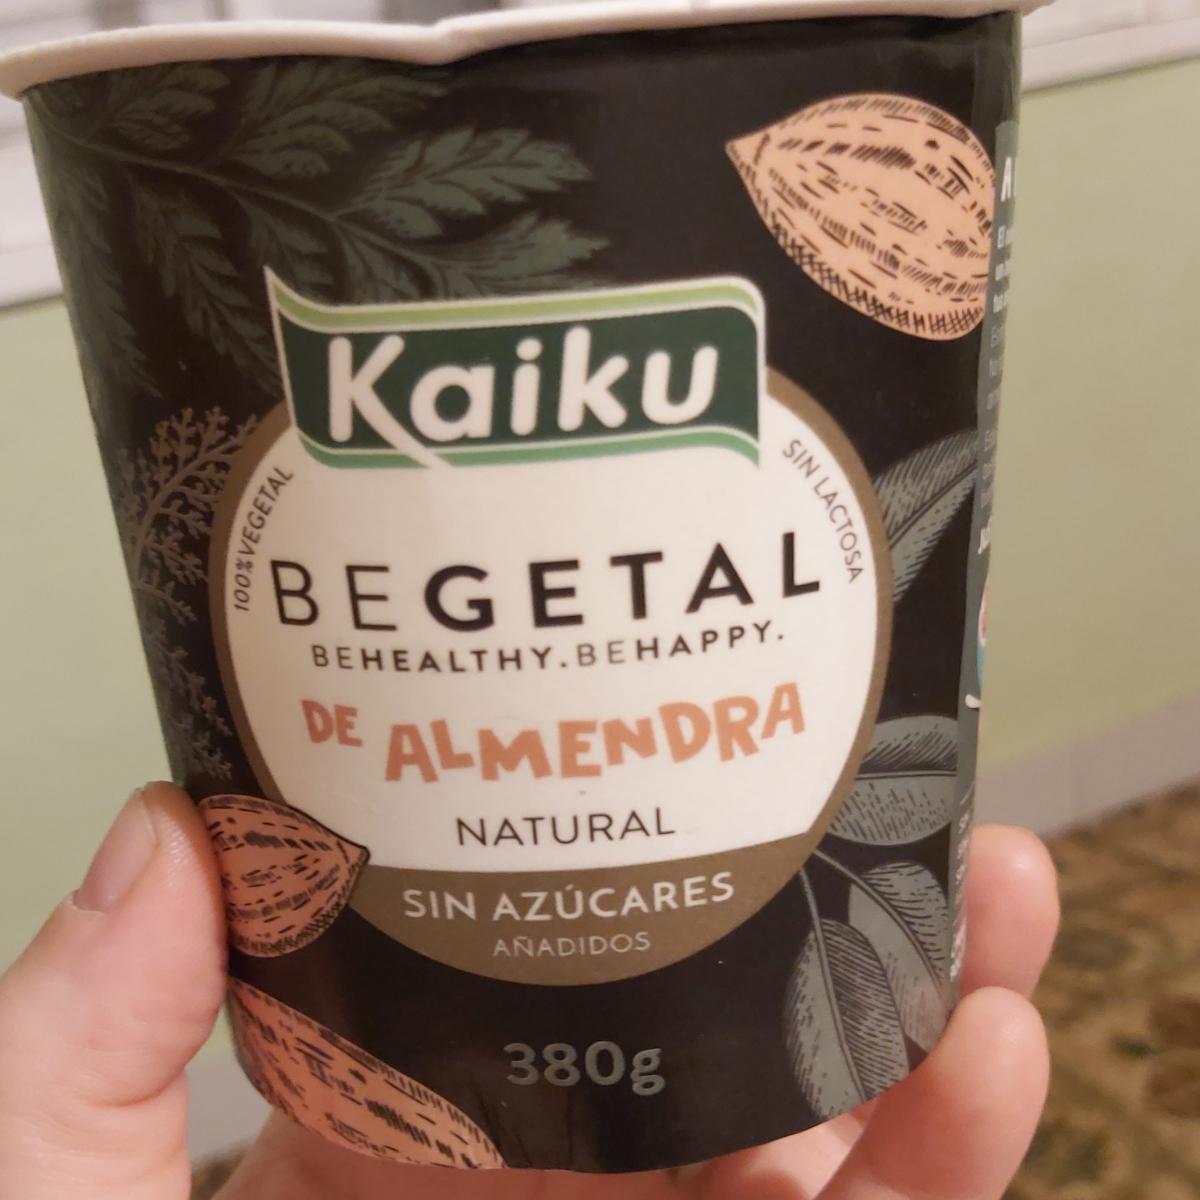 Kaiku
100% VEGETAL
SIN LACTOSA
BEGETAL
BEHEALTHY.BEHAPPY.
DE ALMENDRA
NATURAL
SIN AZÚCARES
AÑADIDOS
380g